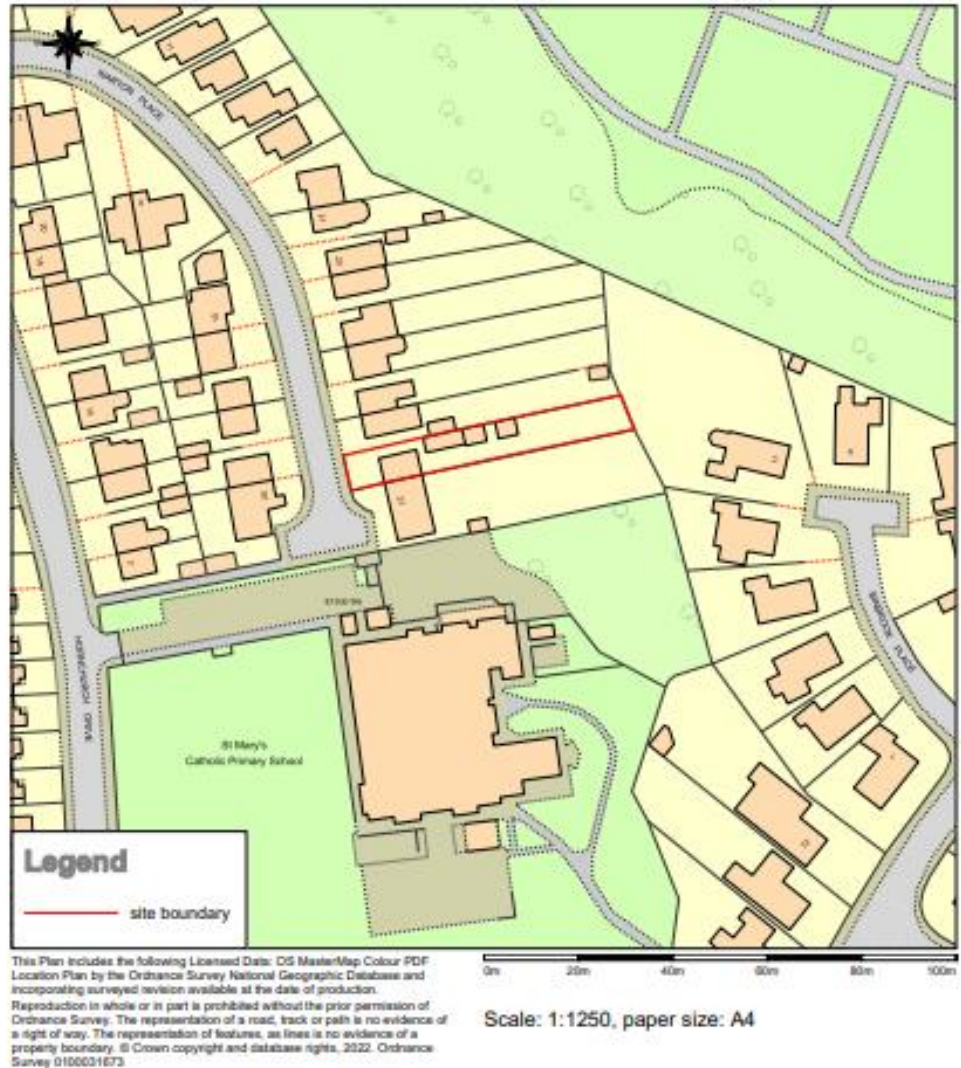 WARSOP PLACE
St Mary's
Catholic Primary School
HORNCHURCH DRIVE
PLACE
Legend
site boundary
This Plan includes the following Licensed Data: OS MasterMap Colour PDF
Location Plan by the Ordnance Survey National Geographic Database and
incorporating surveyed revision available at the date of production.
Reproduction in whole or in part is prohibited without the prior permission of
Ordnance Survey. The representation of a road, track or path is no evidence of
a right of way. The representation of features, as lines is no evidence of a
property boundary. © Crown copyright and database rights, 2022. Ordnance
Survey 0100031673
0m 20m 40m 60m 80m 100m
Scale: 1:1250, paper size: A4